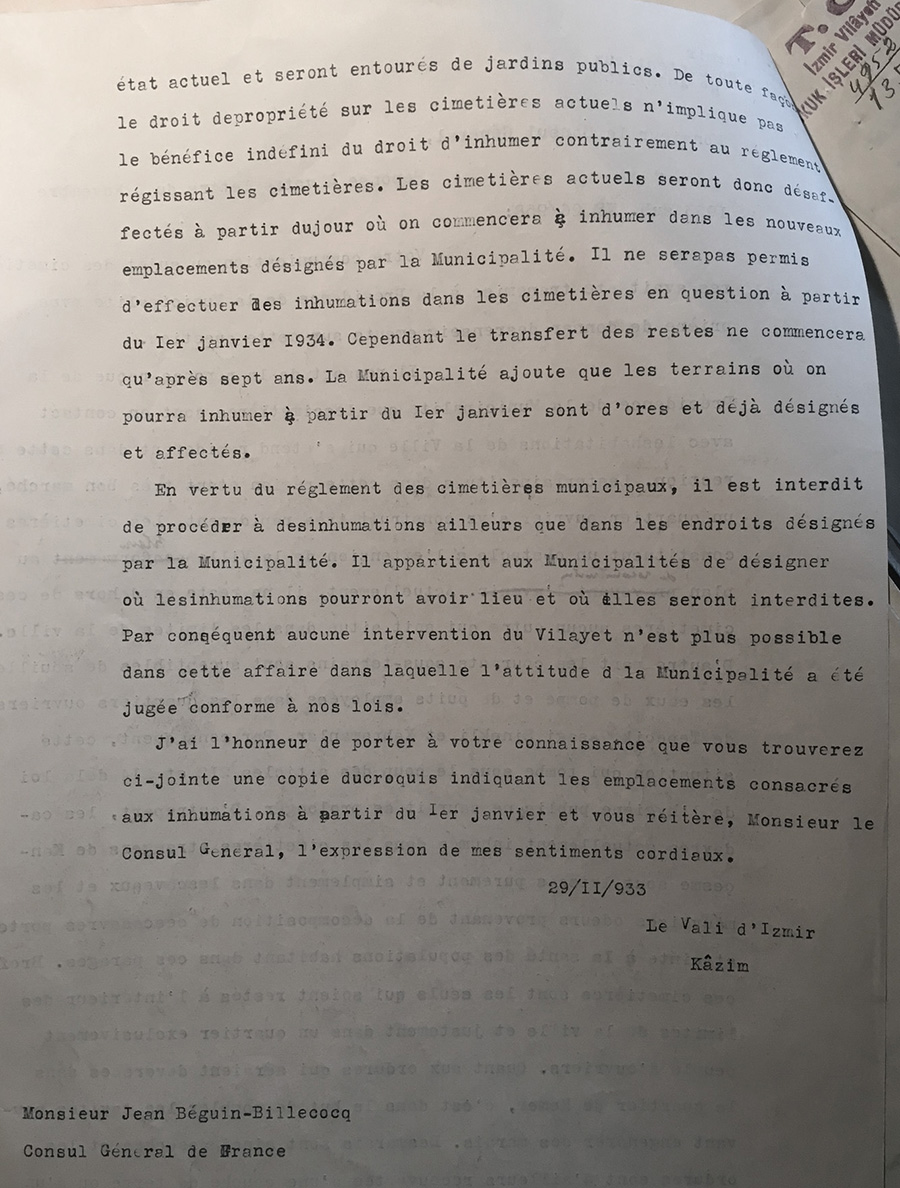 état actuel et seront entourés de jardins publics. De toute façon
le droit depropriété sur les cimetières actuels n'implique pas
le bénéfice indéfini du droit d'inhumer contrairement au réglement
régissant les cimetières. Les cimetières actuels seront donc désaf-
fectés à partir dujour où on commencera à inhumer dans les nouveaux
emplacements désignés par la Municipalité. Il ne serapas permis
d'effectuer des inhumations dans les cimetières en question à partir
du Ier janvier I934. Cependant le transfert des restes ne commencera
qu'après sept ans. La Municipalité ajoute que les terrains où on
pourra inhumer à partir du Ier janvier sont d'ores et déjà désignés
et affectés.
En vertu du réglement des cimetières municipaux, il est interdit
de procéder à desinhumations ailleurs que dans les endroits désignés
par la Municipalité. Il appartient aux Municipalités de désigner
où lesinhumations pourront avoir lieu et où elles seront interdites.
Par conqéquent aucune intervention du Vilayet n'est plus possible
dans cette affaire dans laquelle l'attitude d la Municipalité a été
jugée conforme à nos lois.
J'ai l'honneur de porter à votre connaissance que vous trouverez
ci-jointe une copie ducroquis indiquant les emplacements consacrés
aux inhumations à partir du Ier janvier et vous réitère, Monsieur le
Consul General, l'expression de mes sentiments cordiaux.
29/II/933
Le Vali d'Izmir
Kâzim
Monsieur Jean Béguin-Billecocq
Consul Général de France
T.
Izmir Vilâyeti
İŞLERİ MÜDÜR